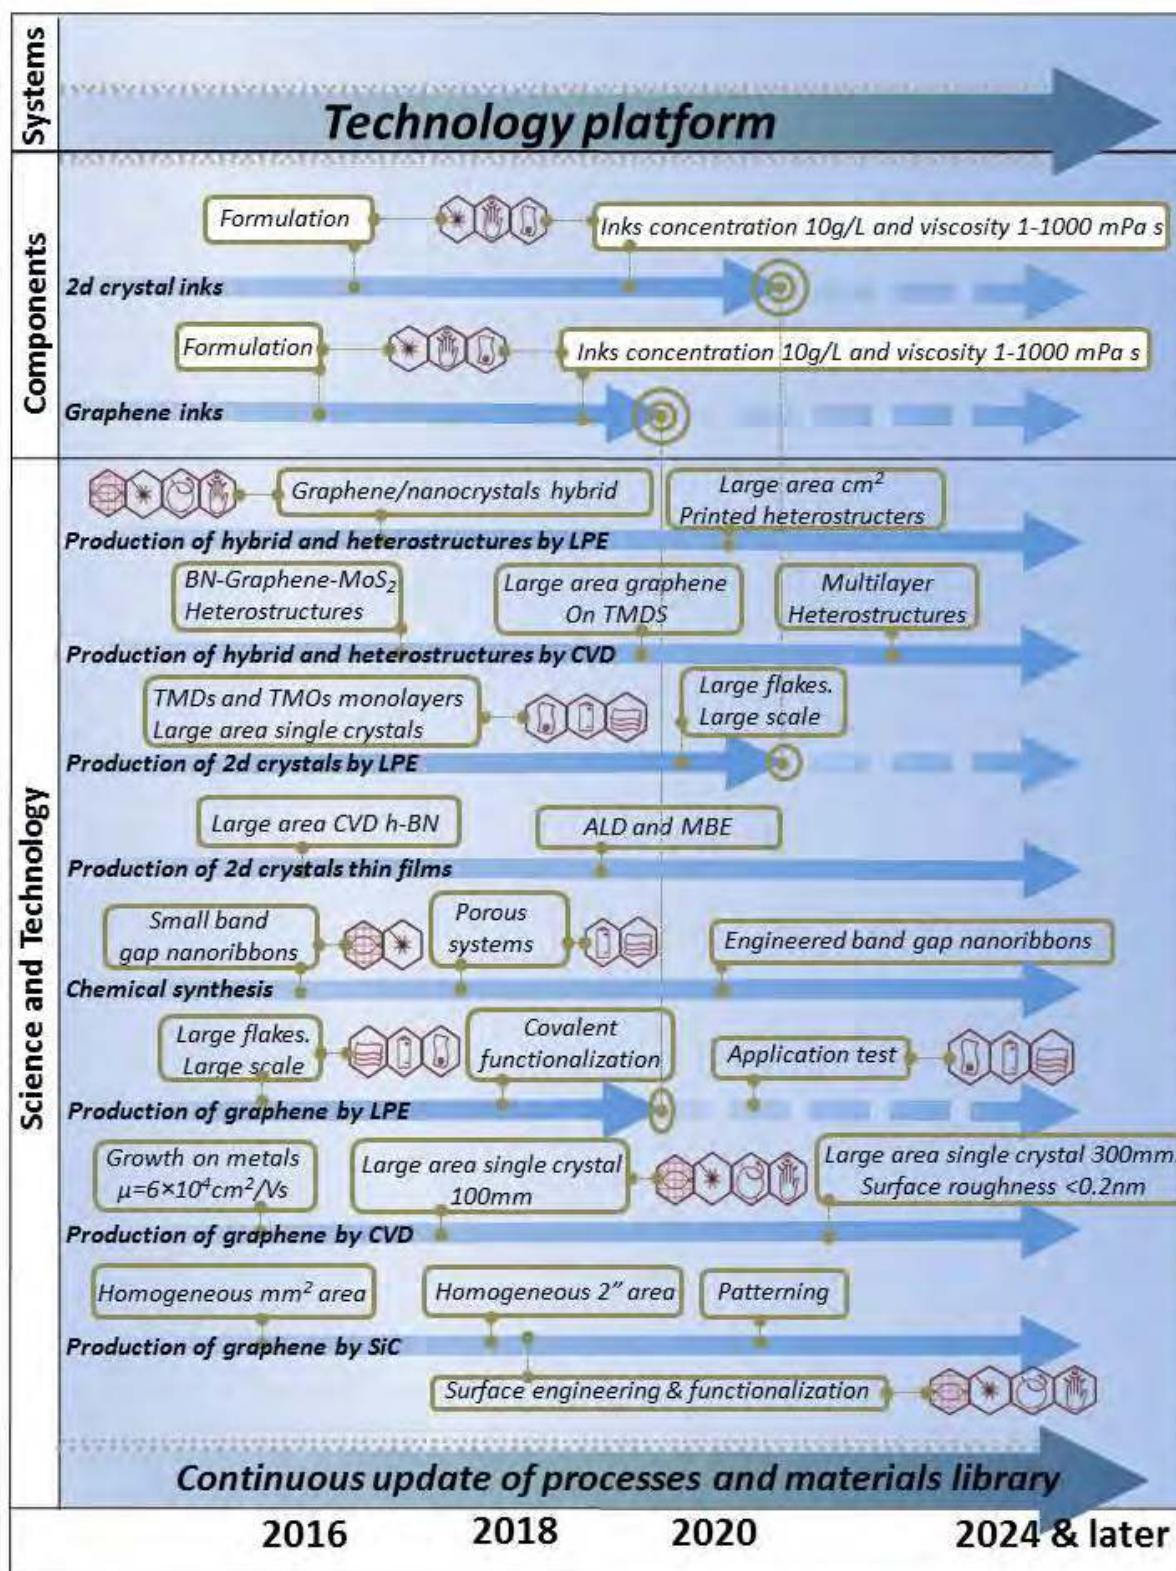 Systems
Technology platform
Components
Formulation
Inks concentration 10g/L and viscosity 1-1000 mPa s
2d crystal inks
Formulation
Inks concentration 10g/L and viscosity 1-1000 mPa s
Graphene inks
Science and Technology
Graphene/nanocrystals hybrid
Large area cm²
Printed heterostructers
Production of hybrid and heterostructures by LPE
BN-Graphene-MoS₂
Heterostructures
Large area graphene
On TMDS
Multilayer
Heterostructures
Production of hybrid and heterostructures by CVD
TMDs and TMOs monolayers
Large area single crystals
Large flakes.
Large scale
Production of 2d crystals by LPE
Large area CVD h-BN
ALD and MBE
Production of 2d crystals thin films
Small band
gap nanoribbons
Porous
systems
Engineered band gap nanoribbons
Chemical synthesis
Large flakes.
Large scale
Covalent
functionalization
Application test
Production of graphene by LPE
Growth on metals
μ=6×10⁴cm²/Vs
Large area single crystal
100mm
Large area single crystal 300mm.
Surface roughness <0.2nm
Production of graphene by CVD
Homogeneous mm² area
Homogeneous 2” area
Patterning
Production of graphene by SiC
Surface engineering & functionalization
Continuous update of processes and materials library
2016
2018
2020
2024 & later